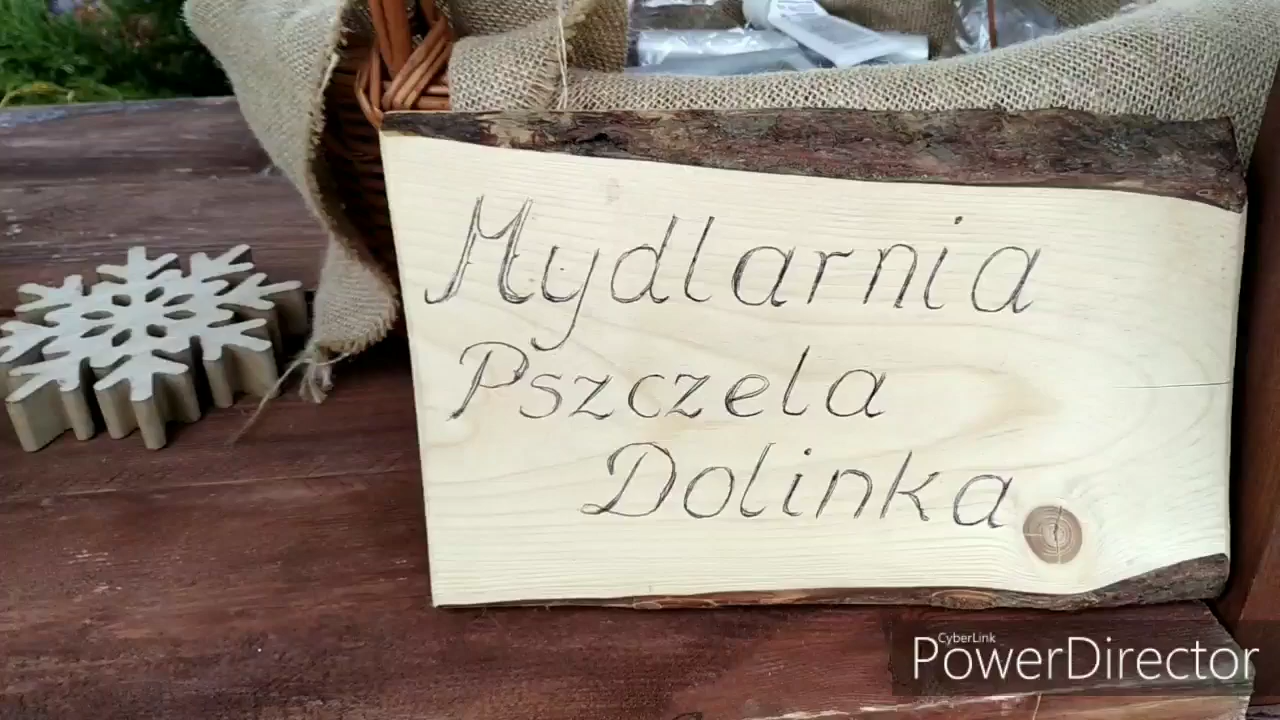 Mydlarnia
Pszczela
Dolinka
CyberLink
PowerDirector